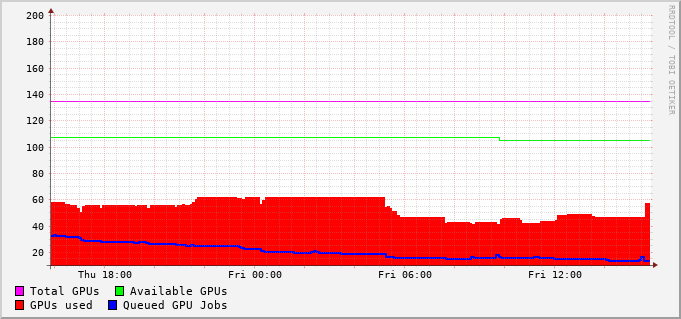 200
180
160
140
120
100
80
60
40
20
Thu 18:00 Fri 00:00 Fri 06:00 Fri 12:00
Total GPUs Available GPUs
GPUs used Queued GPU Jobs
RRDTOOL / TOBI OETIKER